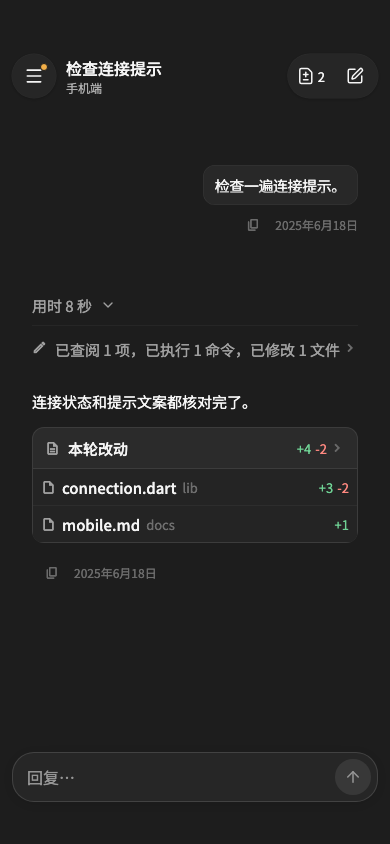 检查连接提示
手机端
2
检查一遍连接提示。
2025年6月18日
用时 8 秒
已查阅 1 项，已执行 1 命令，已修改 1 文件
连接状态和提示文案都核对完了。
本轮改动 +4 -2
connection.dart lib +3 -2
mobile.md docs +1
2025年6月18日
回复…